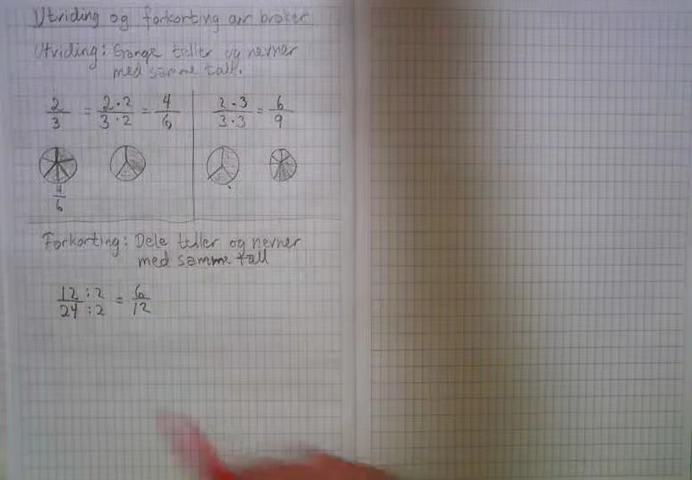 Utviding og forkorting av brøker
Utviding: Gange teller og nevner
med samme tall.
2/3 = 2·2/3·2 = 4/6
2·3/3·3 = 6/9
4/6
Forkorting: Dele teller og nevner
med samme tall
12:2/24:2 = 6/12